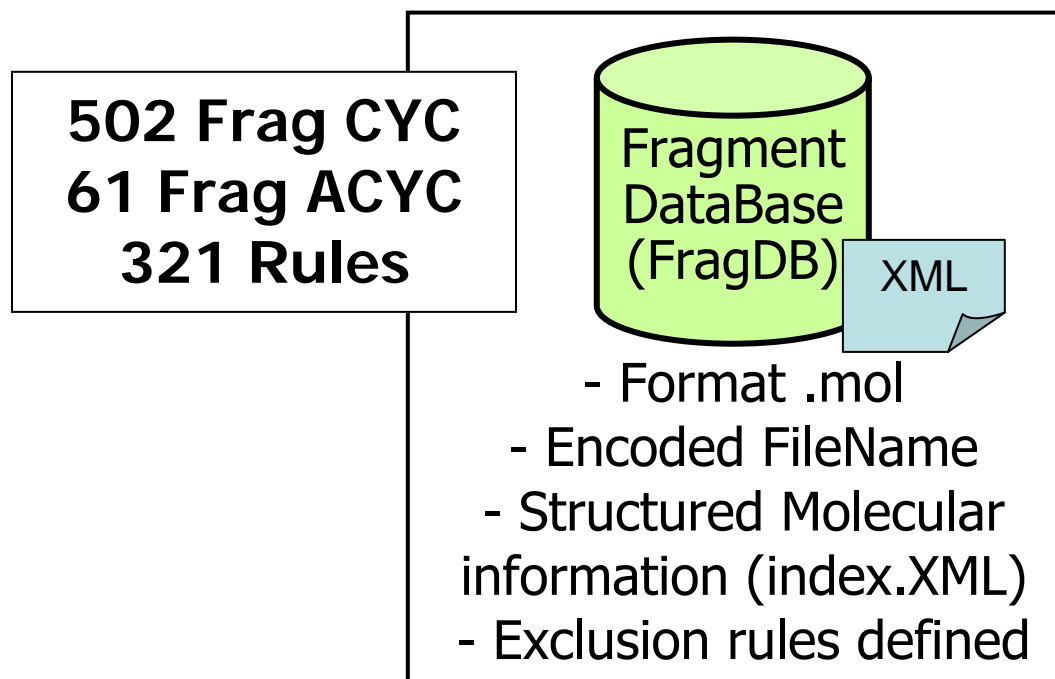 502 Frag CYC
61 Frag ACYC
321 Rules
Fragment
DataBase
(FragDB)
XML
- Format .mol
- Encoded FileName
- Structured Molecular
information (index.XML)
- Exclusion rules defined